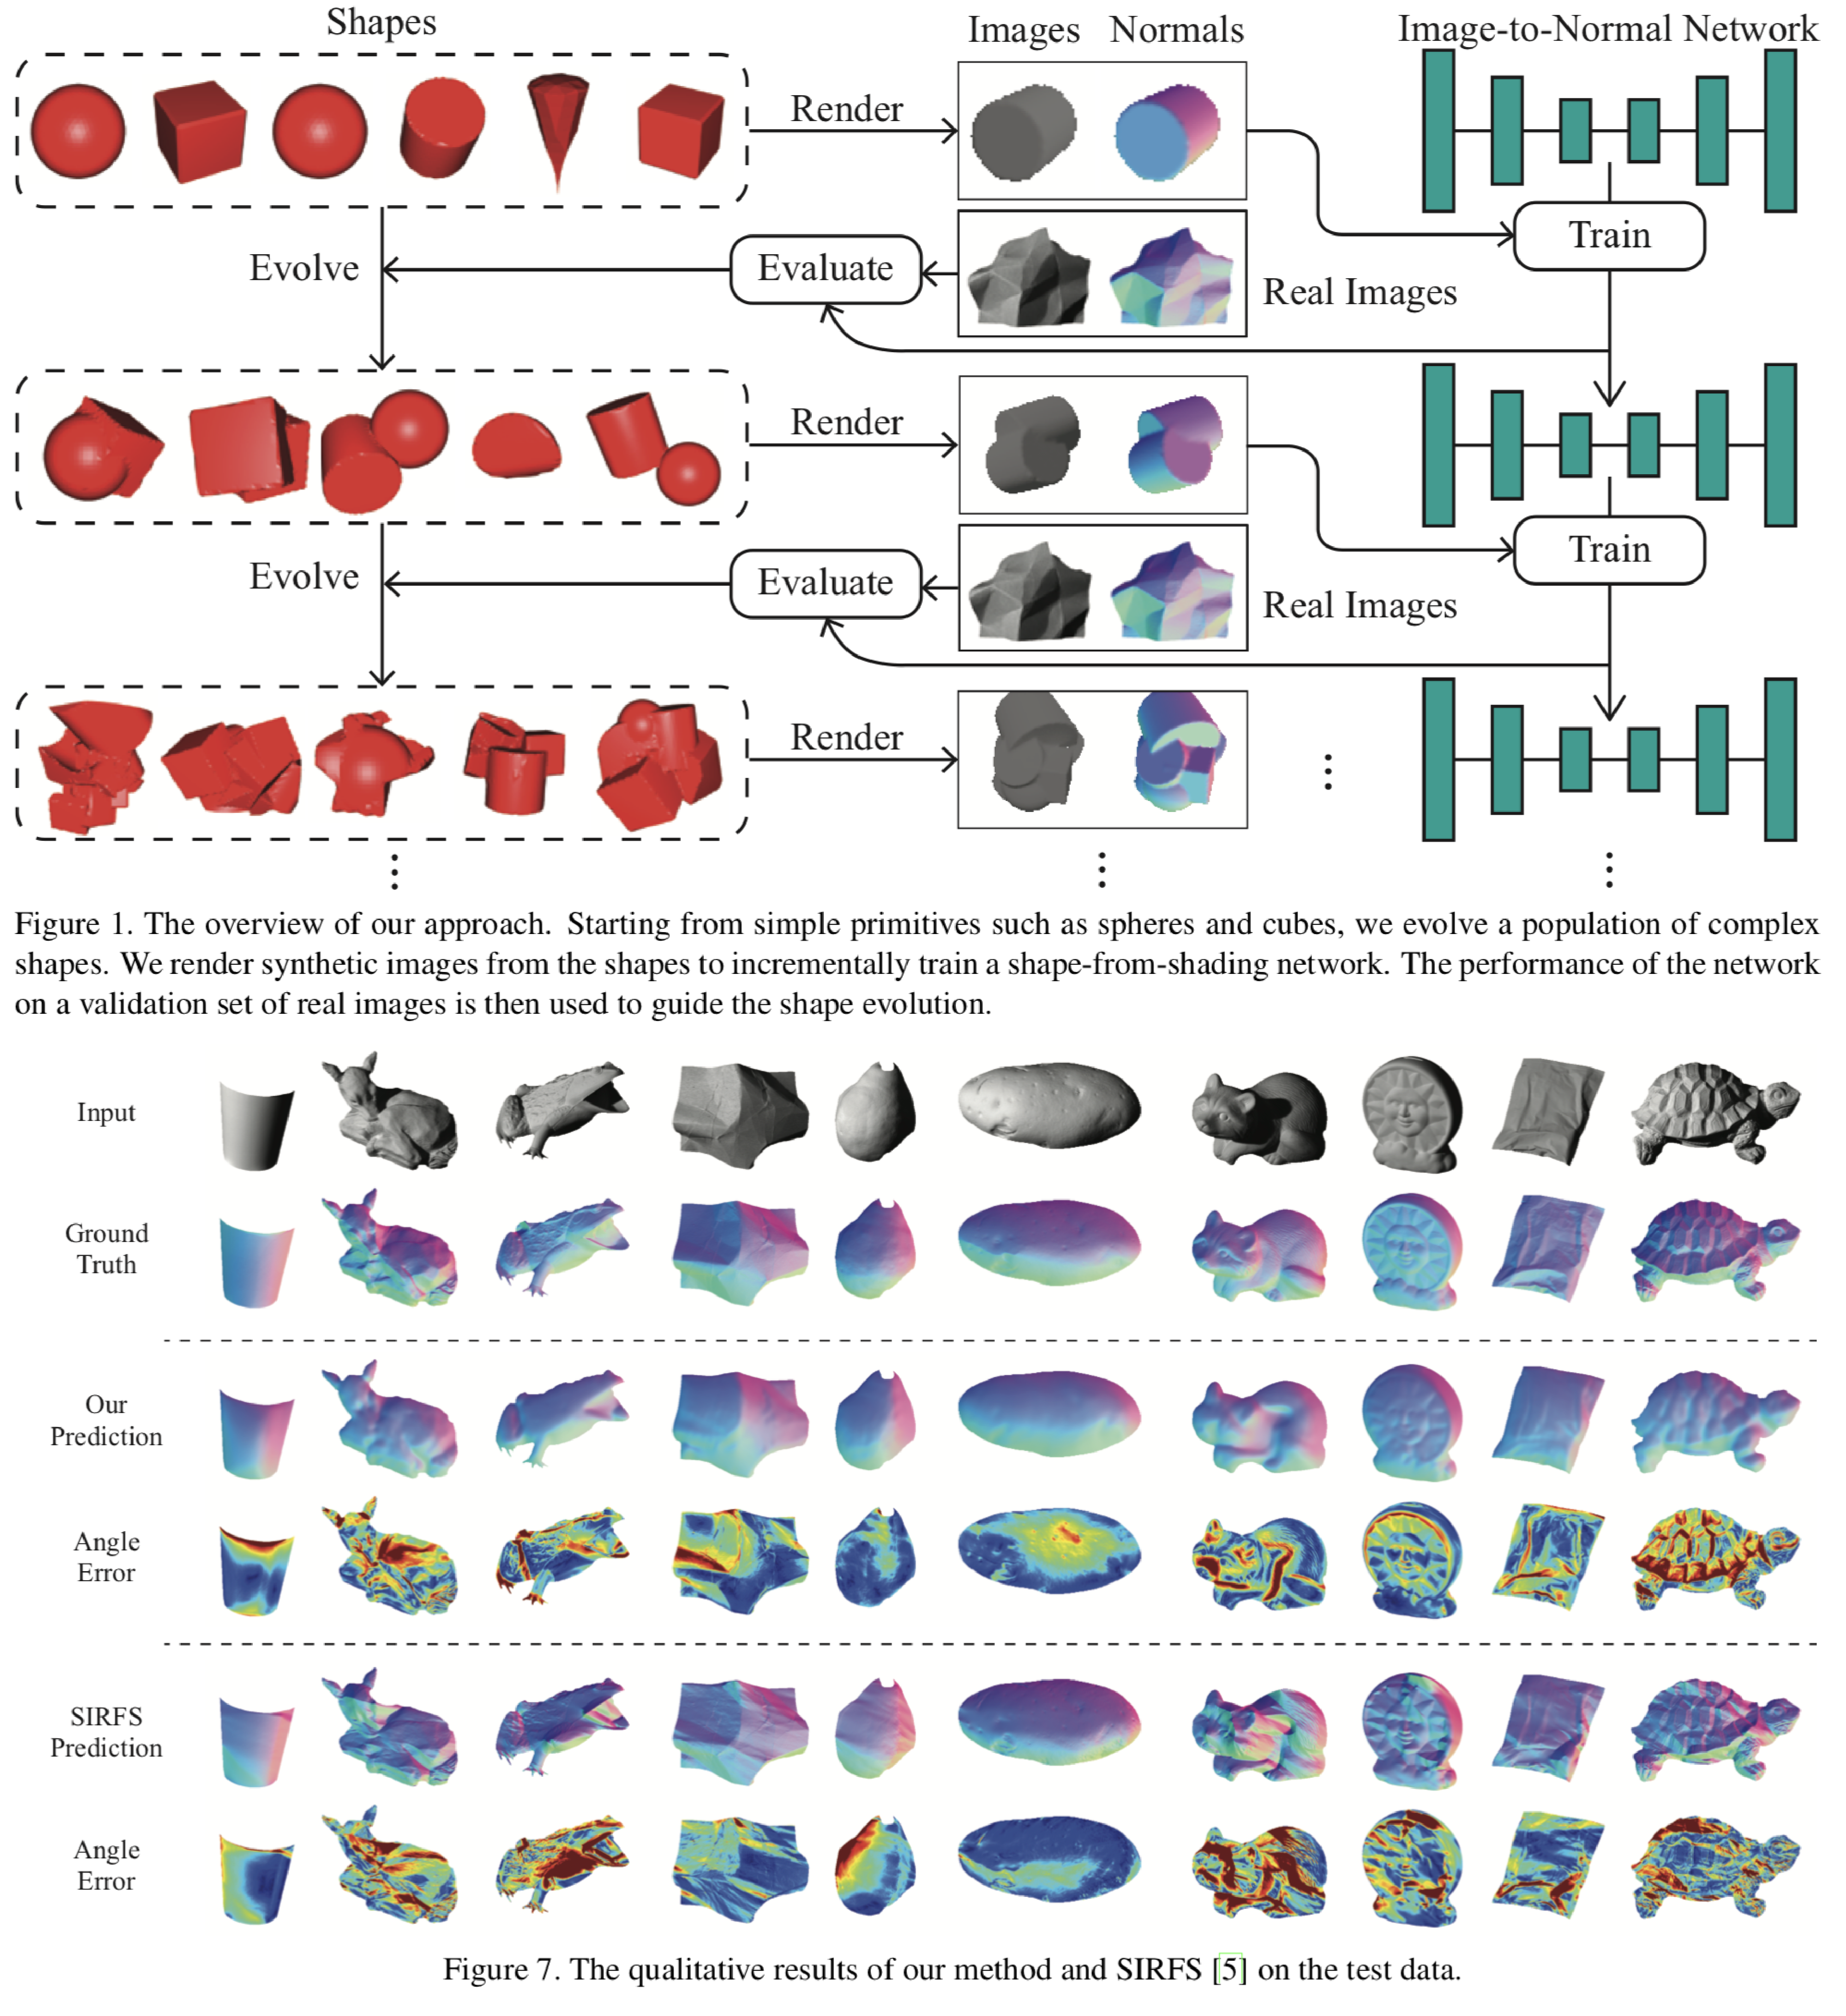 Shapes
Images Normals
Image-to-Normal Network
Render
Train
Evolve
Evaluate
Real Images
Render
Train
Evolve
Evaluate
Real Images
Render
Figure 1. The overview of our approach. Starting from simple primitives such as spheres and cubes, we evolve a population of complex
shapes. We render synthetic images from the shapes to incrementally train a shape-from-shading network. The performance of the network
on a validation set of real images is then used to guide the shape evolution.
Input
Ground
Truth
Our
Prediction
Angle
Error
SIRFS
Prediction
Angle
Error
Figure 7. The qualitative results of our method and SIRFS [5] on the test data.